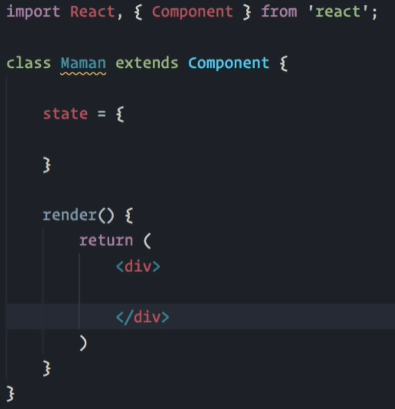 import React, { Component } from 'react';
class Maman extends Component {
state = {
}
render() {
return (
<div>
</div>
)
}
}